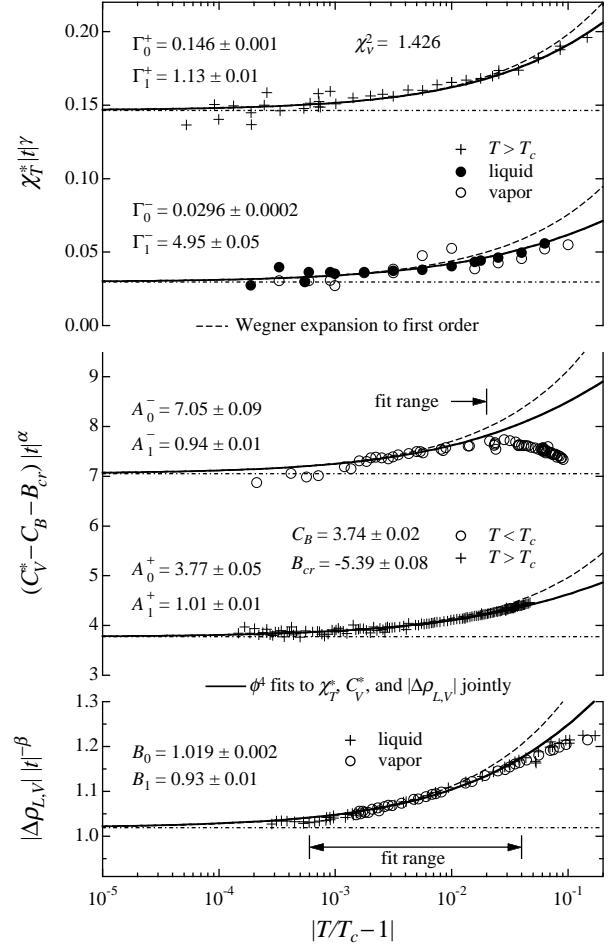 0.20
Γ₀⁺ = 0.146 ± 0.001
χᵥ² = 1.426
Γ₁⁺ = 1.13 ± 0.01
0.15
0.10
χ_T* |t|^γ
T > T_c
liquid
vapor
Γ₀⁻ = 0.0296 ± 0.0002
Γ₁⁻ = 4.95 ± 0.05
0.05
0.00
Wegner expansion to first order
9
fit range
A₀⁻ = 7.05 ± 0.09
8
A₁⁻ = 0.94 ± 0.01
7
(C_V* − C_B − B_cr) |t|^α
6
C_B = 3.74 ± 0.02
T < T_c
B_cr = -5.39 ± 0.08
T > T_c
A₀⁺ = 3.77 ± 0.05
5
A₁⁺ = 1.01 ± 0.01
4
3
ϕ⁴ fits to χ_T*, C_V*, and |Δρ_L,V| jointly
1.3
liquid
vapor
B₀ = 1.019 ± 0.002
B₁ = 0.93 ± 0.01
1.2
|Δρ_L,V| |t|^−β
1.1
1.0
fit range
10⁻⁵ 10⁻⁴ 10⁻³ 10⁻² 10⁻¹
|T/T_c − 1|